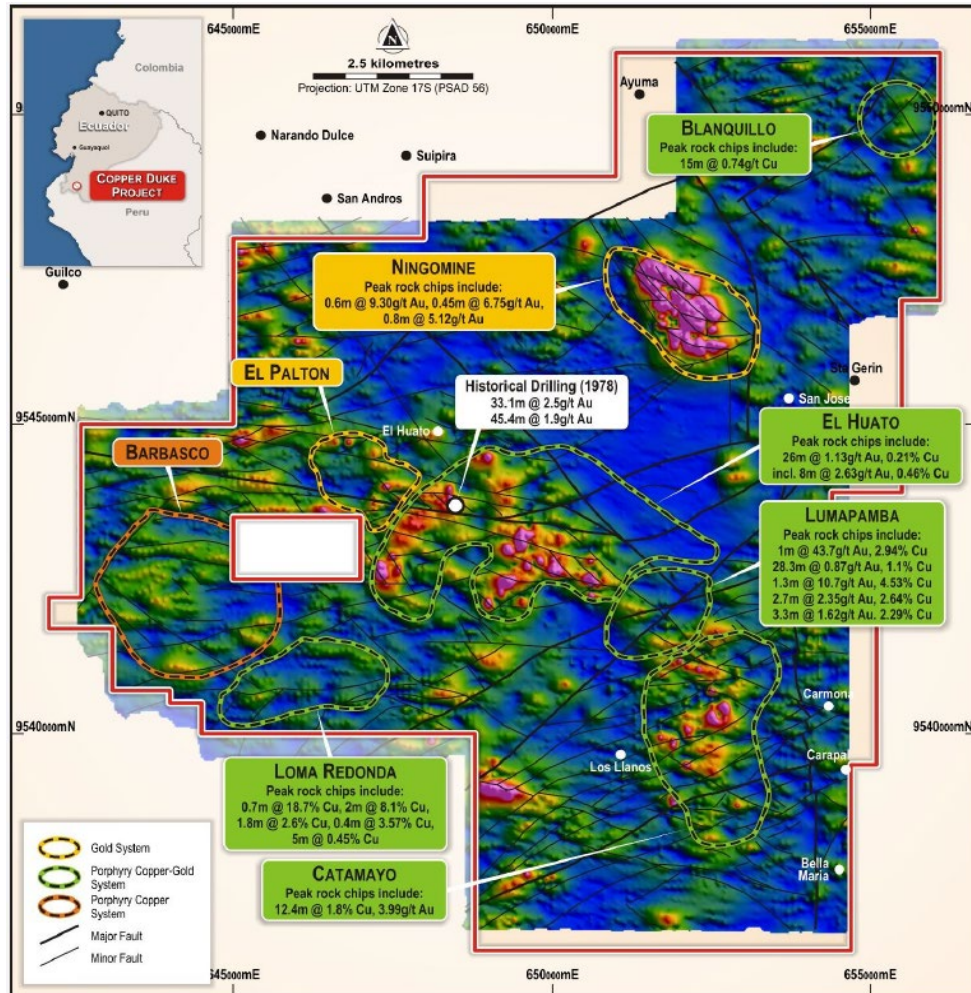 645000mE
650000mE
655000mE
Colombia
QUITO
Ecuador
Guayaquol
COPPER DUKE
PROJECT
Peru
N
2.5 kilometres
Projection: UTM Zone 17S (PSAD 56)
Narando Dulce
Suipira
San Andros
Guilco
Ayuma
BLANQUILLO
Peak rock chips include:
15m @ 0.74g/t Cu
9550000mN
NINGOMINE
Peak rock chips include:
0.6m @ 9.30g/t Au, 0.45m @ 6.75g/t Au,
0.8m @ 5.12g/t Au
EL PALTON
Historical Drilling (1978)
33.1m @ 2.5g/t Au
45.4m @ 1.9g/t Au
Sta Gerin
San Jose
9545000mN
El Huato
BARBASCO
EL HUATO
Peak rock chips include:
26m @ 1.13g/t Au, 0.21% Cu
incl. 8m @ 2.63g/t Au, 0.46% Cu
LUMAPAMBA
Peak rock chips include:
1m @ 43.7g/t Au, 2.94% Cu
28.3m @ 0.87g/t Au, 1.1% Cu
1.3m @ 10.7g/t Au, 4.53% Cu
2.7m @ 2.35g/t Au, 2.64% Cu
3.3m @ 1.62g/t Au. 2.29% Cu
Carmona
9540000mN
9540000mN
Los Llanos
Carapal
LOMA REDONDA
Peak rock chips include:
0.7m @ 18.7% Cu, 2m @ 8.1% Cu,
1.8m @ 2.6% Cu, 0.4m @ 3.57% Cu,
5m @ 0.45% Cu
CATAMAYO
Peak rock chips include:
12.4m @ 1.8% Cu, 3.99g/t Au
Bella
Maria
Gold System
Porphyry Copper-Gold
System
Porphyry Copper
System
Major Fault
Minor Fault
645000mE
650000mE
655000mE